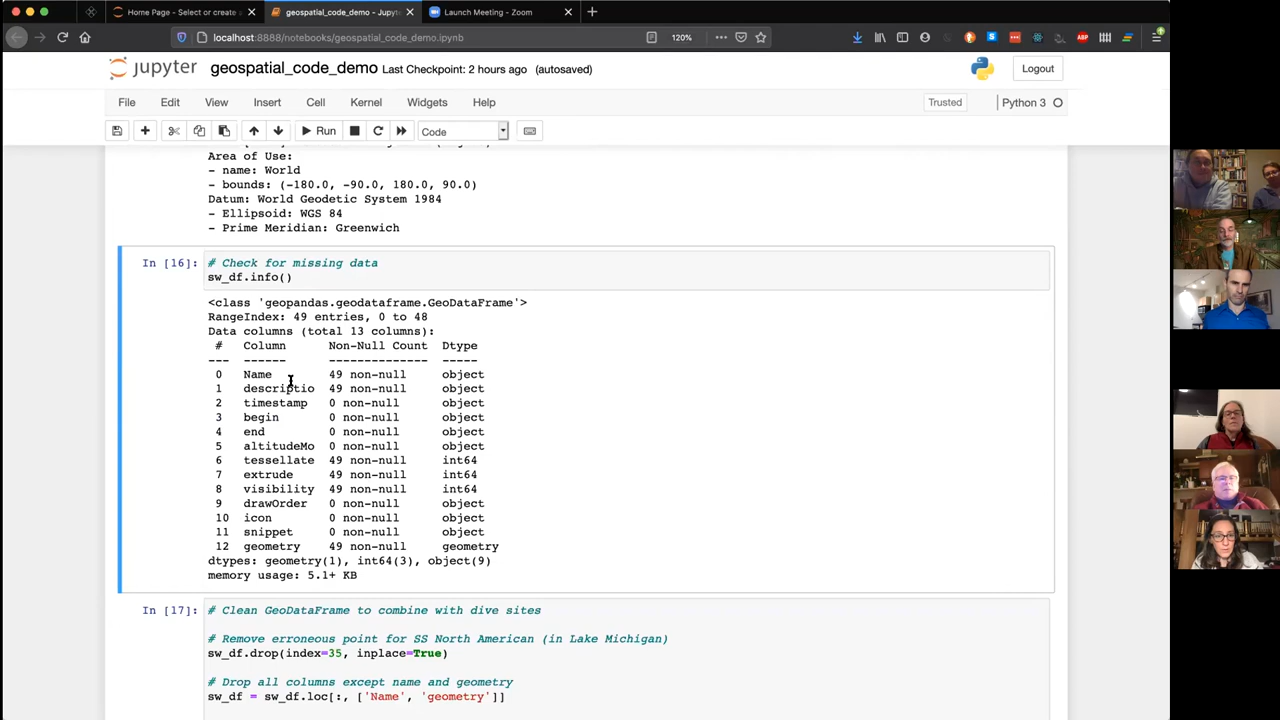 Home Page - Select or create a
geospatial_code_demo - Jupyte
Launch Meeting - Zoom
localhost:8888/notebooks/geospatial_code_demo.ipynb
120%
ABP
jupyter
geospatial_code_demo Last Checkpoint: 2 hours ago (autosaved)
Logout
File Edit View Insert Cell Kernel Widgets Help
Trusted
Python 3
Run
Code
Area of Use:
- name: World
- bounds: (-180.0, -90.0, 180.0, 90.0)
Datum: World Geodetic System 1984
- Ellipsoid: WGS 84
- Prime Meridian: Greenwich
In [16]: # Check for missing data
sw_df.info()
<class 'geopandas.geodataframe.GeoDataFrame'>
RangeIndex: 49 entries, 0 to 48
Data columns (total 13 columns):
# Column Non-Null Count Dtype
--- ------ -------------- -----
0 Name 49 non-null object
1 descriptio 49 non-null object
2 timestamp 0 non-null object
3 begin 0 non-null object
4 end 0 non-null object
5 altitudeMo 0 non-null object
6 tessellate 49 non-null int64
7 extrude 49 non-null int64
8 visibility 49 non-null int64
9 drawOrder 0 non-null object
10 icon 0 non-null object
11 snippet 0 non-null object
12 geometry 49 non-null geometry
dtypes: geometry(1), int64(3), object(9)
memory usage: 5.1+ KB
In [17]: # Clean GeoDataFrame to combine with dive sites
# Remove erroneous point for SS North American (in Lake Michigan)
sw_df.drop(index=35, inplace=True)
# Drop all columns except name and geometry
sw_df = sw_df.loc[:, ['Name', 'geometry']]